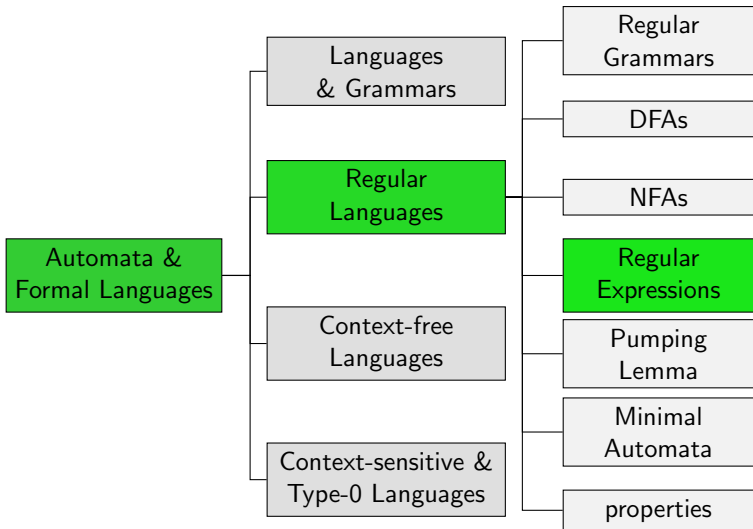 Automata &
Formal Languages
Languages
& Grammars
Regular
Languages
Context-free
Languages
Context-sensitive &
Type-0 Languages
Regular
Grammars
DFAs
NFAs
Regular
Expressions
Pumping
Lemma
Minimal
Automata
properties